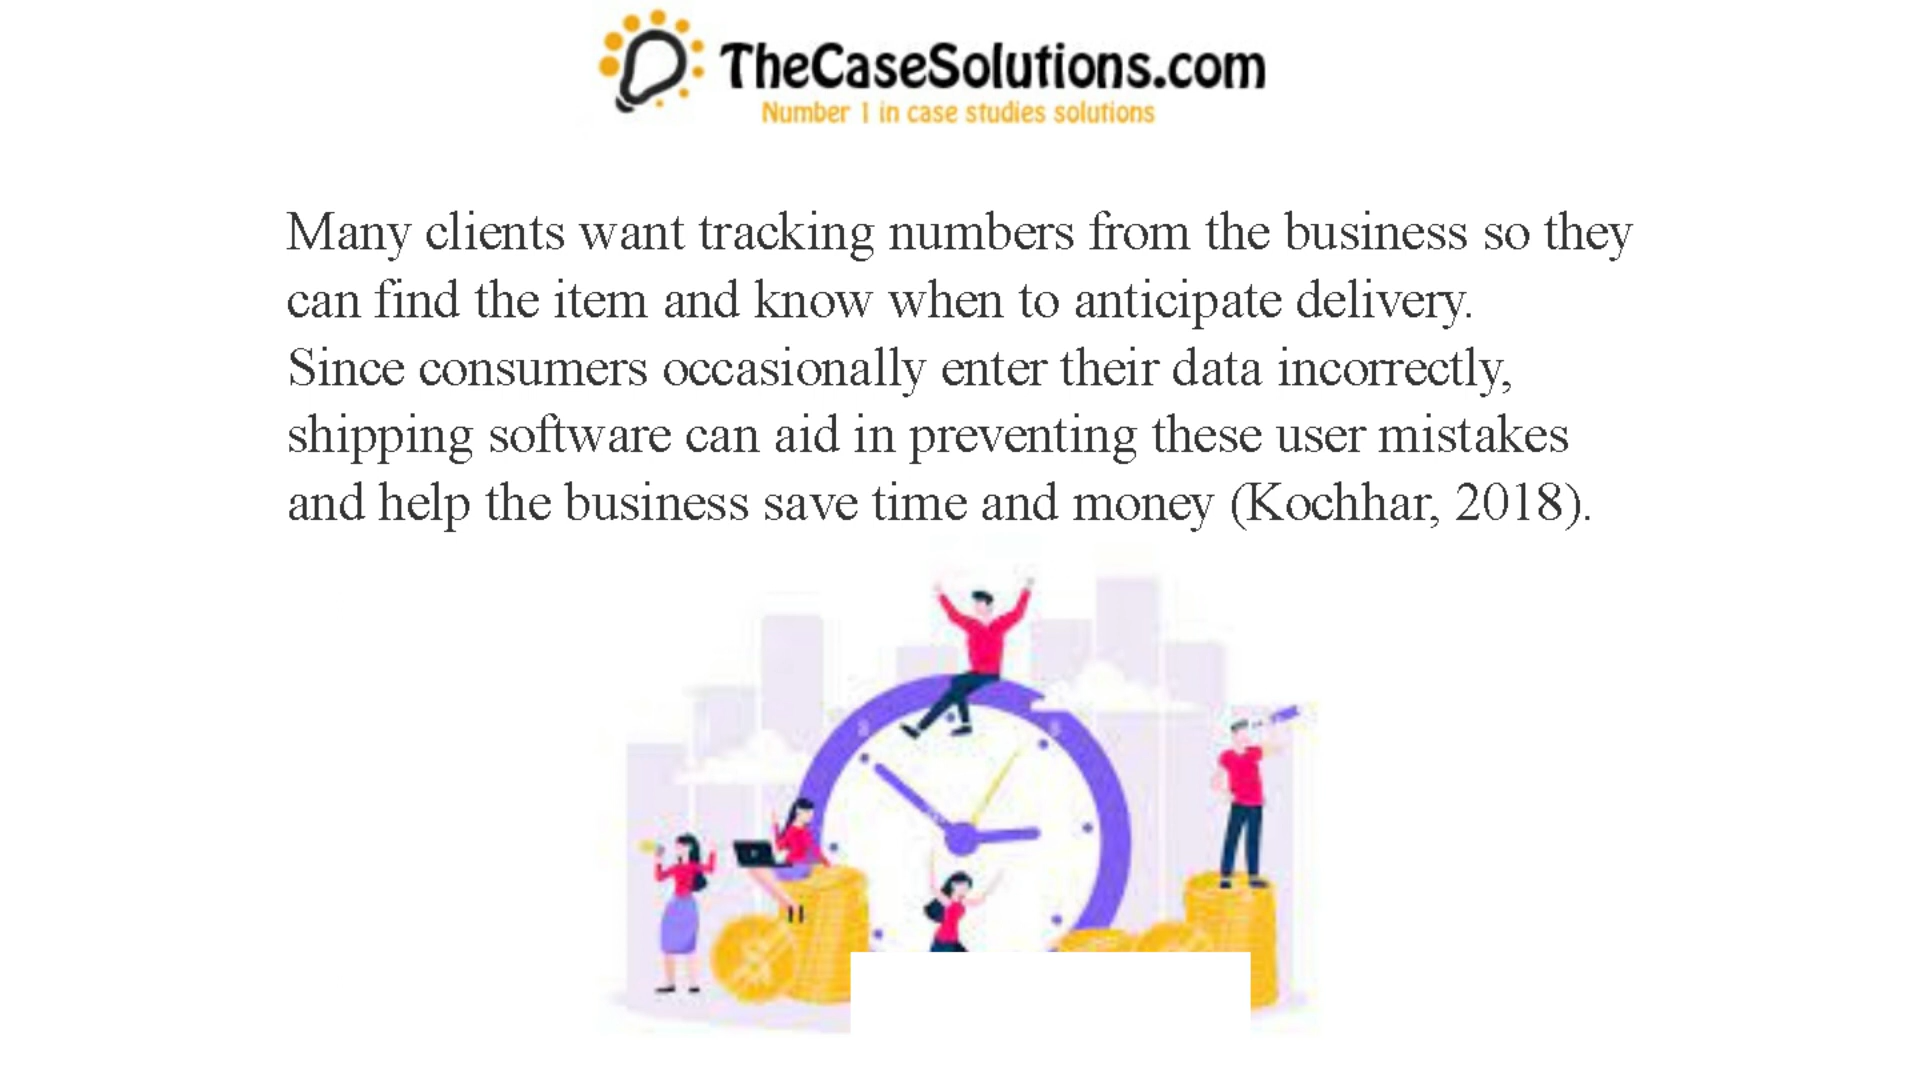 TheCaseSolutions.com
Number 1 in case studies solutions
Many clients want tracking numbers from the business so they
can find the item and know when to anticipate delivery.
Since consumers occasionally enter their data incorrectly,
shipping software can aid in preventing these user mistakes
and help the business save time and money (Kochhar, 2018).